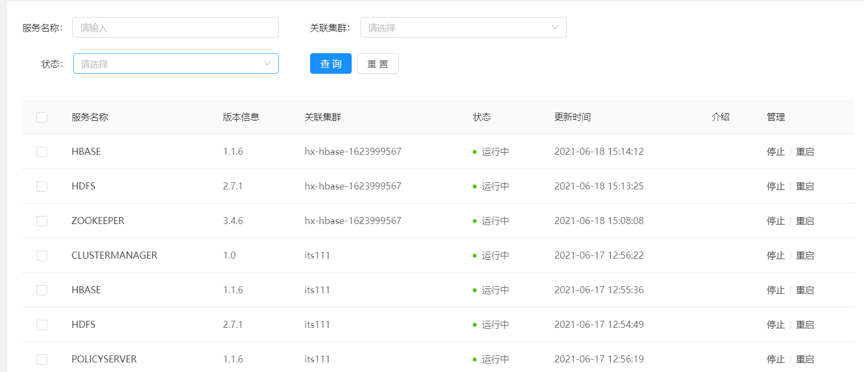 服务名称： 请输入 关联集群： 请选择
状态： 请选择 查 询 重 置
服务名称 版本信息 关联集群 状态 更新时间 介绍 管理
HBASE 1.1.6 hx-hbase-1623999567 运行中 2021-06-18 15:14:12 停止 重启
HDFS 2.7.1 hx-hbase-1623999567 运行中 2021-06-18 15:13:25 停止 重启
ZOOKEEPER 3.4.6 hx-hbase-1623999567 运行中 2021-06-18 15:08:08 停止 重启
CLUSTERMANAGER 1.0 its111 运行中 2021-06-17 12:56:22 停止 重启
HBASE 1.1.6 its111 运行中 2021-06-17 12:55:36 停止 重启
HDFS 2.7.1 its111 运行中 2021-06-17 12:54:49 停止 重启
POLICYSERVER 1.1.6 its111 运行中 2021-06-17 12:56:19 停止 重启